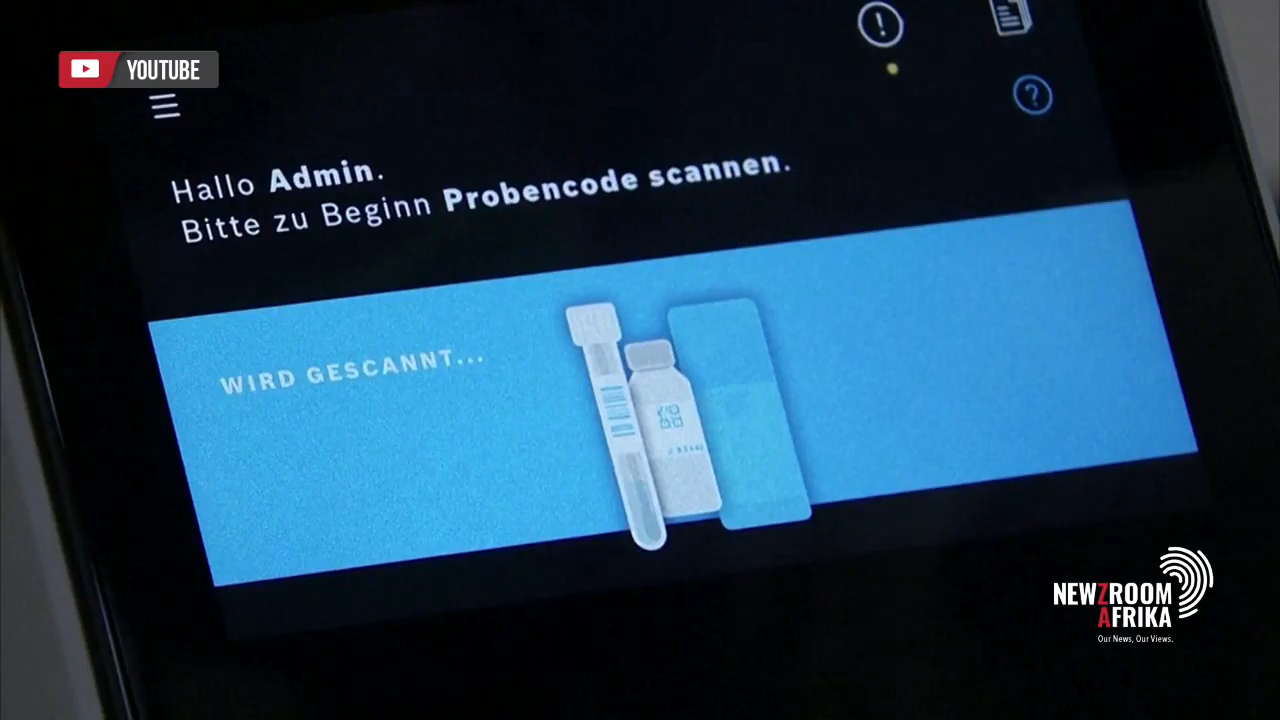 YOUTUBE
Hallo Admin.
Bitte zu Beginn Probencode scannen.
WIRD GESCANNT...
NEWZROOM
AFRIKA
Our News, Our Views.